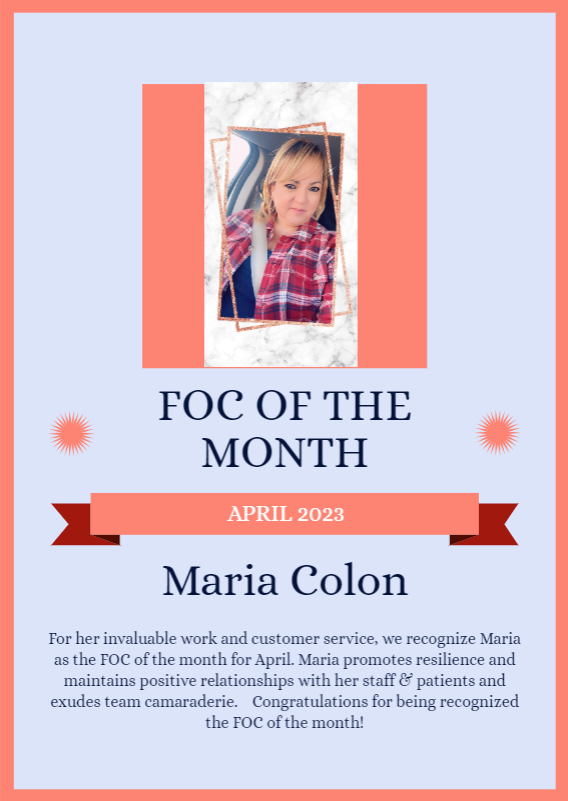 FOC OF THE
MONTH
APRIL 2023
Maria Colon
For her invaluable work and customer service, we recognize Maria
as the FOC of the month for April. Maria promotes resilience and
maintains positive relationships with her staff & patients and
exudes team camaraderie. Congratulations for being recognized
the FOC of the month!